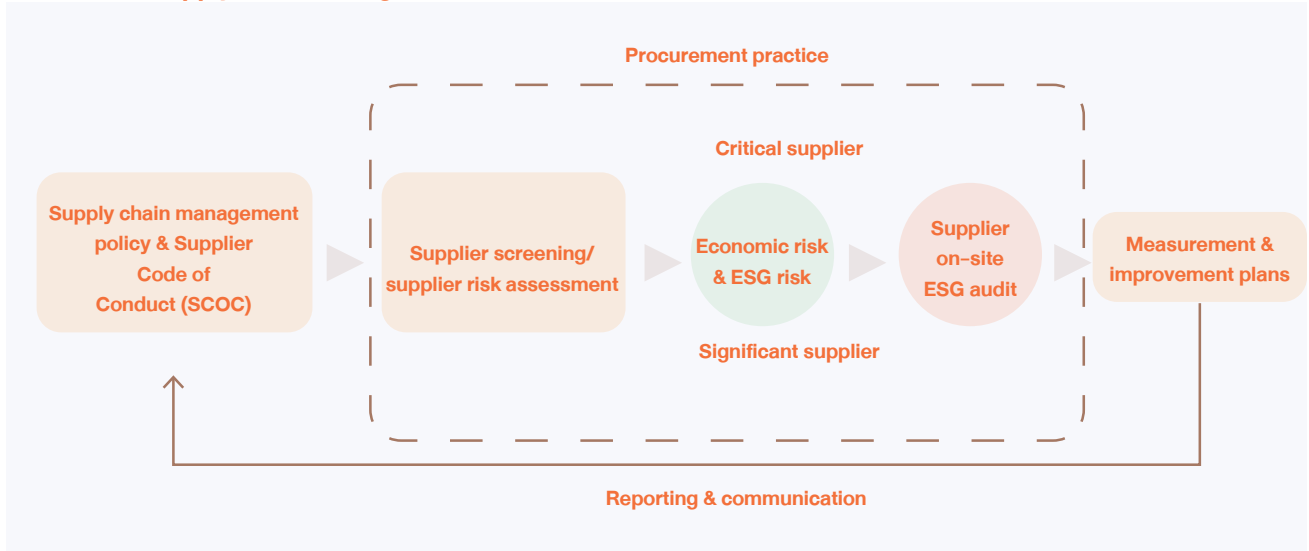 Procurement practice
Critical supplier
Supply chain management
policy & Supplier
Code of
Conduct (SCOC)
Supplier screening/
supplier risk assessment
Economic risk
& ESG risk
Supplier
on-site
ESG audit
Measurement &
improvement plans
Significant supplier
Reporting & communication